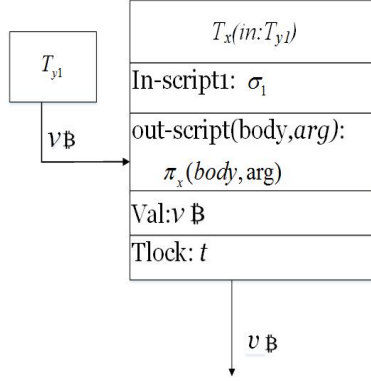 T_x(in:T_y1)
T_y1
In-script1: σ_1
out-script(body,arg):
π_x(body,arg)
v฿
Val:v฿
Tlock: t
v฿